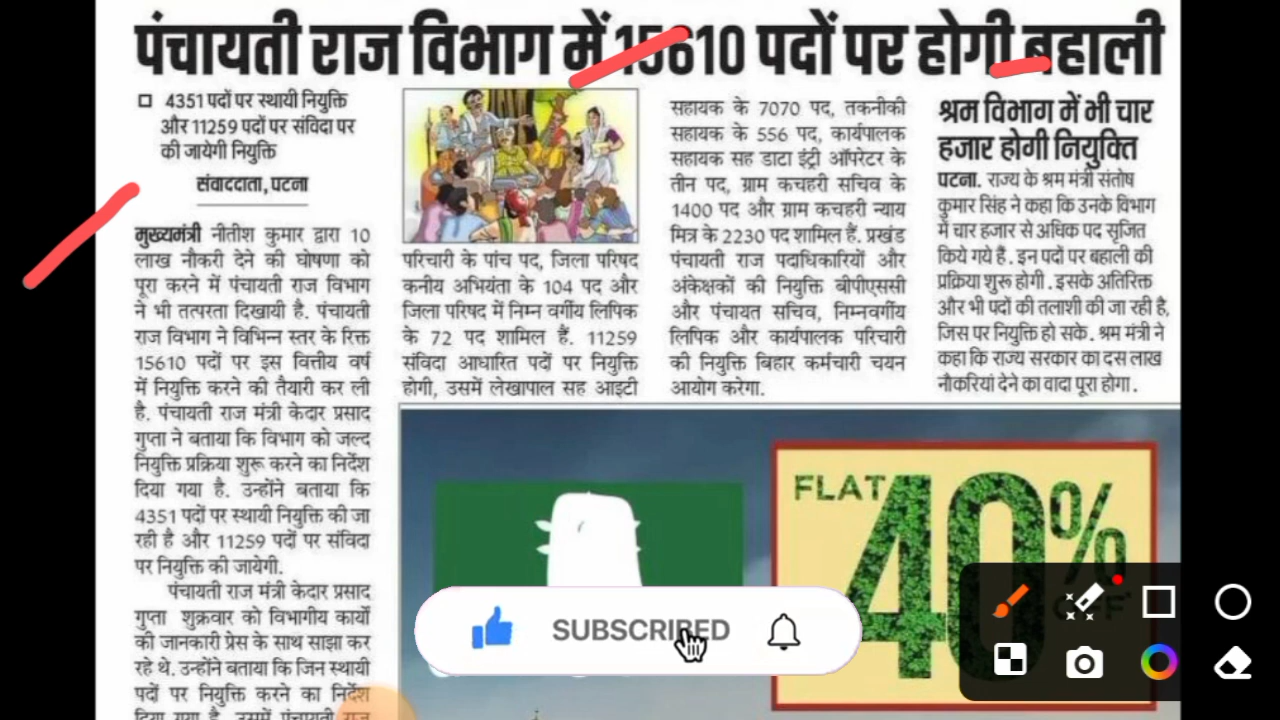 पंचायती राज विभाग में 15610 पदों पर होगी बहाली
4351 पदों पर स्थायी नियुक्ति
और 11259 पदों पर संविदा पर
की जायेगी नियुक्ति
संवाददाता, पटना
मुख्यमंत्री नीतीश कुमार द्वारा 10
लाख नौकरी देने की घोषणा को
पूरा करने में पंचायती राज विभाग
ने भी तत्परता दिखायी है. पंचायती
राज विभाग ने विभिन्न स्तर के रिक्त
15610 पदों पर इस वित्तीय वर्ष
में नियुक्ति करने की तैयारी कर ली
है. पंचायती राज मंत्री केदार प्रसाद
गुप्ता ने बताया कि विभाग को जल्द
नियुक्ति प्रक्रिया शुरू करने का निर्देश
दिया गया है. उन्होंने बताया कि
4351 पदों पर स्थायी नियुक्ति की जा
रही है और 11259 पदों पर संविदा
पर नियुक्ति की जायेगी.
पंचायती राज मंत्री केदार प्रसाद
गुप्ता शुक्रवार को विभागीय कार्यों
की जानकारी प्रेस के साथ साझा कर
रहे थे. उन्होंने बताया कि जिन स्थायी
पदों पर नियुक्ति करने का निर्देश
दिया गया है, उसमें पंचायती राज
परिचारी के पांच पद, जिला परिषद
कनीय अभियंता के 104 पद और
जिला परिषद में निम्न वर्गीय लिपिक
के 72 पद शामिल हैं. 11259
संविदा आधारित पदों पर नियुक्ति
होगी, उसमें लेखापाल सह आइटी
सहायक के 7070 पद, तकनीकी
सहायक के 556 पद, कार्यपालक
सहायक सह डाटा इंट्री ऑपरेटर के
तीन पद, ग्राम कचहरी सचिव के
1400 पद और ग्राम कचहरी न्याय
मित्र के 2230 पद शामिल हैं. प्रखंड
पंचायती राज पदाधिकारियों और
अंकेक्षकों की नियुक्ति बीपीएससी
और पंचायत सचिव, निम्नवर्गीय
लिपिक और कार्यपालक परिचारी
की नियुक्ति बिहार कर्मचारी चयन
आयोग करेगा.
श्रम विभाग में भी चार
हजार होगी नियुक्ति
पटना. राज्य के श्रम मंत्री संतोष
कुमार सिंह ने कहा कि उनके विभाग
में चार हजार से अधिक पद सृजित
किये गये हैं. इन पदों पर बहाली की
प्रक्रिया शुरू होगी. इसके अतिरिक्त
और भी पदों की तलाशी की जा रही है,
जिस पर नियुक्ति हो सके. श्रम मंत्री ने
कहा कि राज्य सरकार का दस लाख
नौकरियां देने का वादा पूरा होगा.
FLAT
40%
OFF
SUBSCRIBED